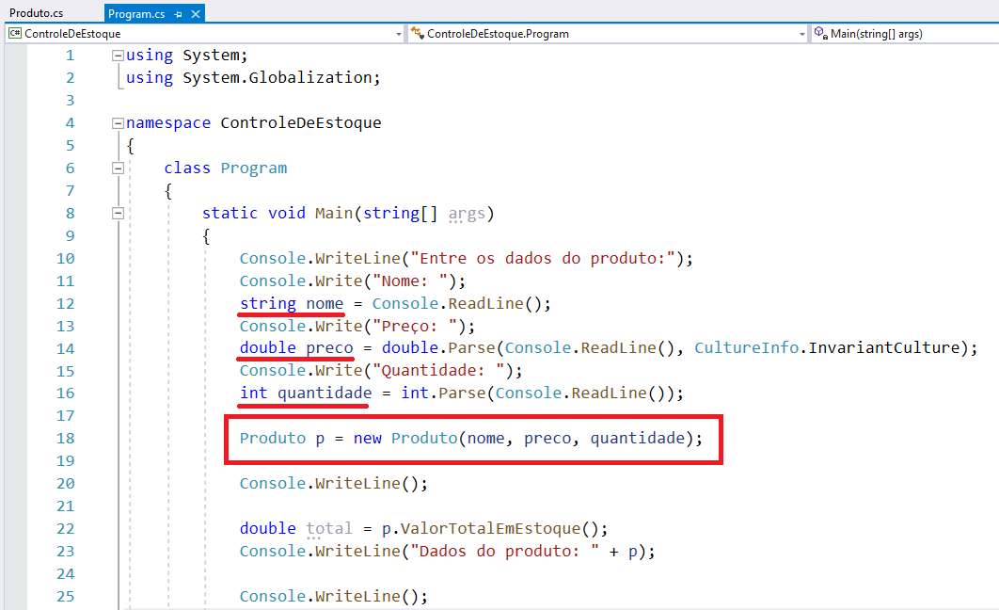 Produto.cs Program.cs
C# ControleDeEstoque ControleDeEstoque.Program Main(string[] args)
1 using System;
2 using System.Globalization;
3
4 namespace ControleDeEstoque
5 {
6 class Program
7 {
8 static void Main(string[] args)
9 {
10 Console.WriteLine("Entre os dados do produto:");
11 Console.Write("Nome: ");
12 string nome = Console.ReadLine();
13 Console.Write("Preço: ");
14 double preco = double.Parse(Console.ReadLine(), CultureInfo.InvariantCulture);
15 Console.Write("Quantidade: ");
16 int quantidade = int.Parse(Console.ReadLine());
17
18 Produto p = new Produto(nome, preco, quantidade);
19
20 Console.WriteLine();
21
22 double total = p.ValorTotalEmEstoque();
23 Console.WriteLine("Dados do produto: " + p);
24
25 Console.WriteLine();